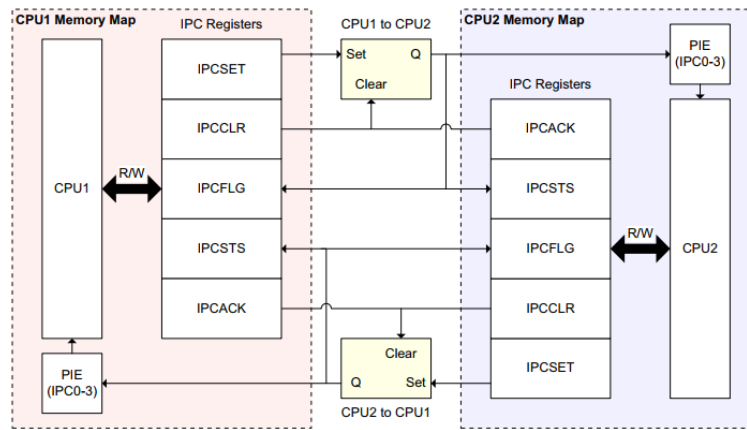 CPU1 Memory Map
IPC Registers
CPU1 to CPU2
CPU2 Memory Map
IPCSET
Set
Q
Clear
PIE
(IPC0-3)
IPC Registers
IPCCLR
IPCACK
R/W
CPU1
IPCFLG
IPCSTS
R/W
IPCSTS
IPCFLG
CPU2
IPCACK
IPCCLR
PIE
(IPC0-3)
Clear
Q
Set
IPCSET
CPU2 to CPU1